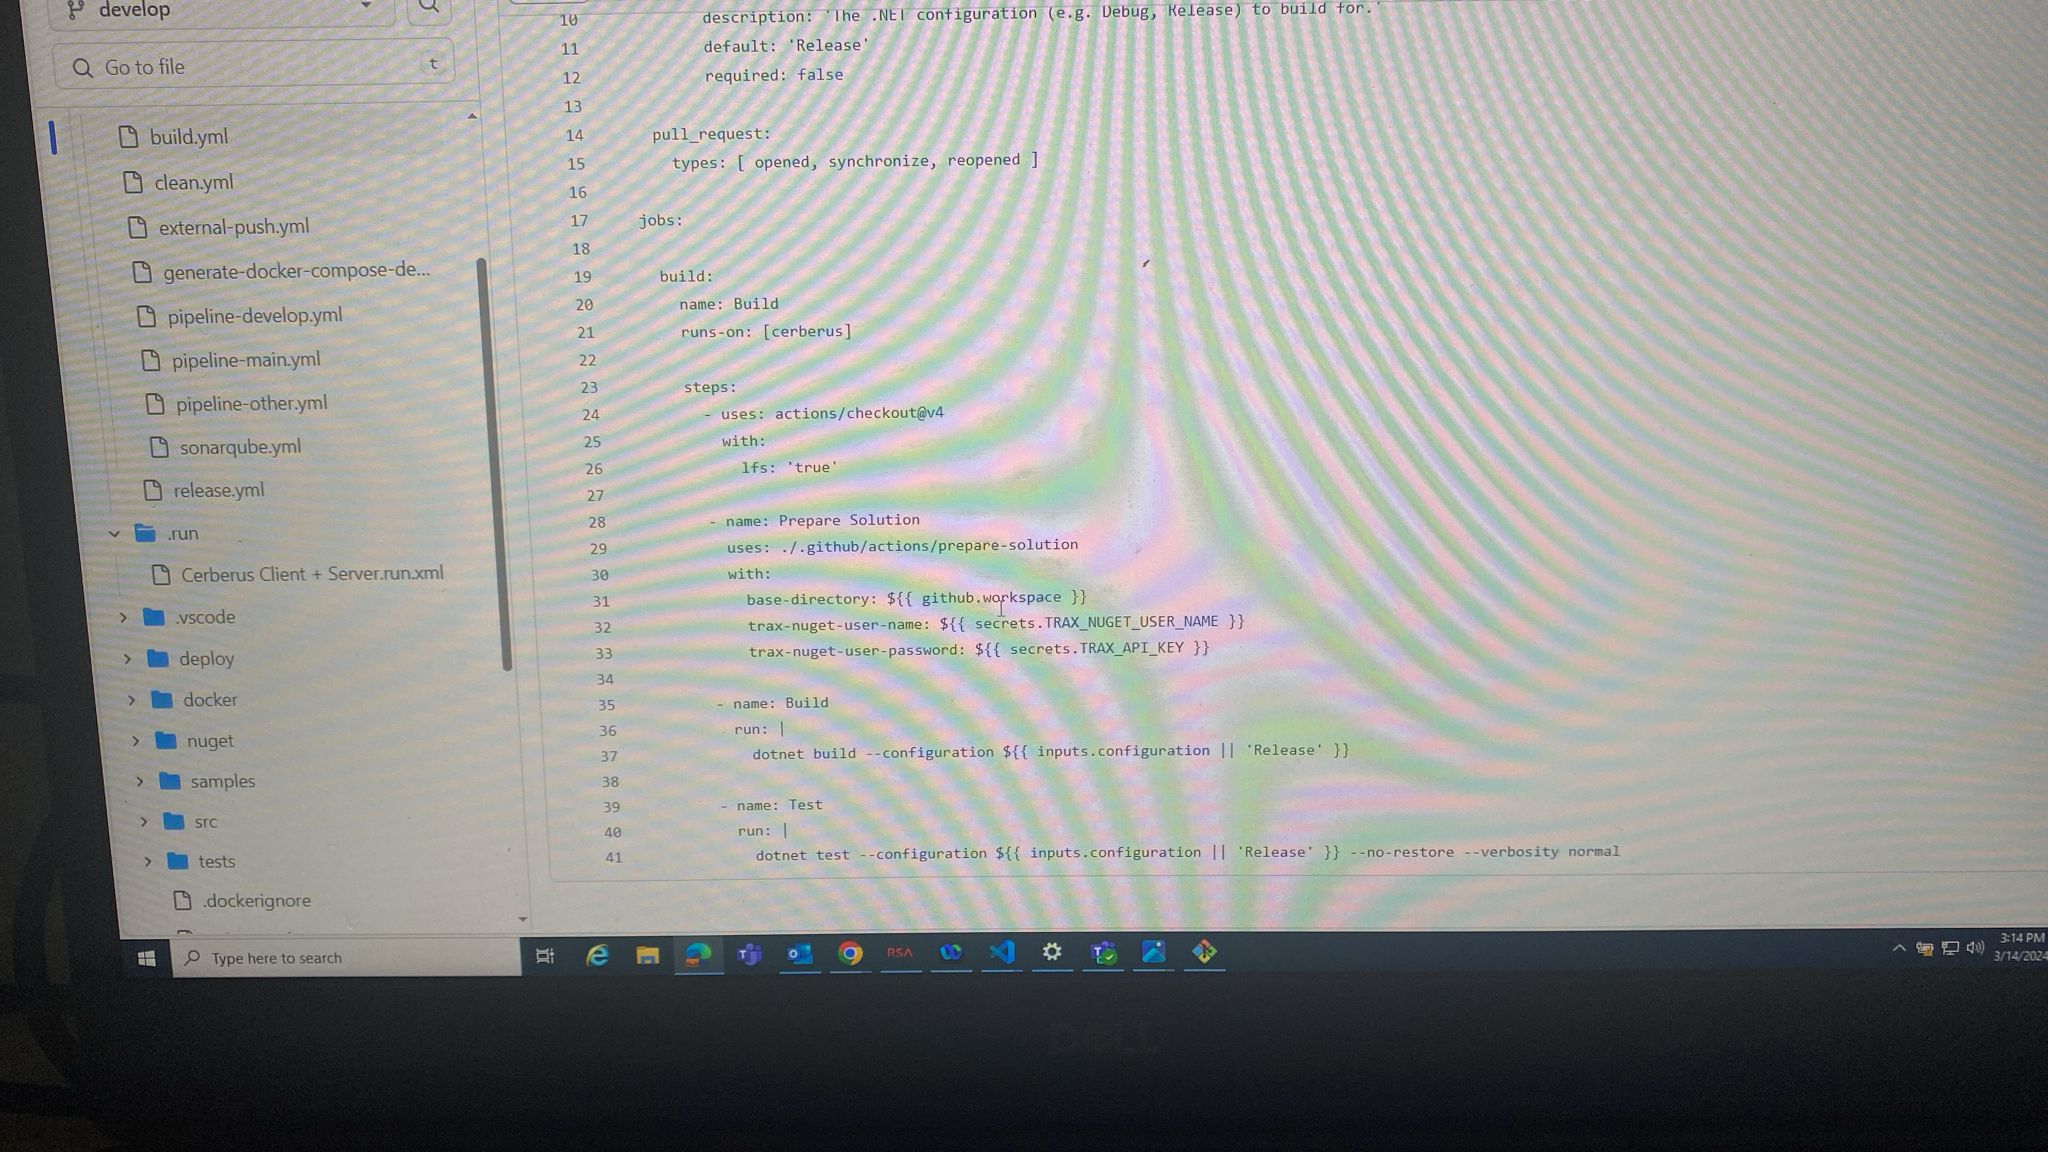 develop
Go to file
t
build.yml
clean.yml
external-push.yml
generate-docker-compose-de...
pipeline-develop.yml
pipeline-main.yml
pipeline-other.yml
sonarqube.yml
release.yml
.run
Cerberus Client + Server.run.xml
.vscode
deploy
docker
nuget
samples
src
tests
.dockerignore
10 description: 'The .NET configuration (e.g. Debug, Release) to build for.'
11 default: 'Release'
12 required: false
13
14 pull_request:
15 types: [ opened, synchronize, reopened ]
16
17 jobs:
18
19 build:
20 name: Build
21 runs-on: [cerberus]
22
23 steps:
24 - uses: actions/checkout@v4
25 with:
26 lfs: 'true'
27
28 - name: Prepare Solution
29 uses: ./.github/actions/prepare-solution
30 with:
31 base-directory: ${{ github.workspace }}
32 trax-nuget-user-name: ${{ secrets.TRAX_NUGET_USER_NAME }}
33 trax-nuget-user-password: ${{ secrets.TRAX_API_KEY }}
34
35 - name: Build
36 run: |
37 dotnet build --configuration ${{ inputs.configuration || 'Release' }}
38
39 - name: Test
40 run: |
41 dotnet test --configuration ${{ inputs.configuration || 'Release' }} --no-restore --verbosity normal
Type here to search
RSA
3:14 PM
3/14/2024
DELL